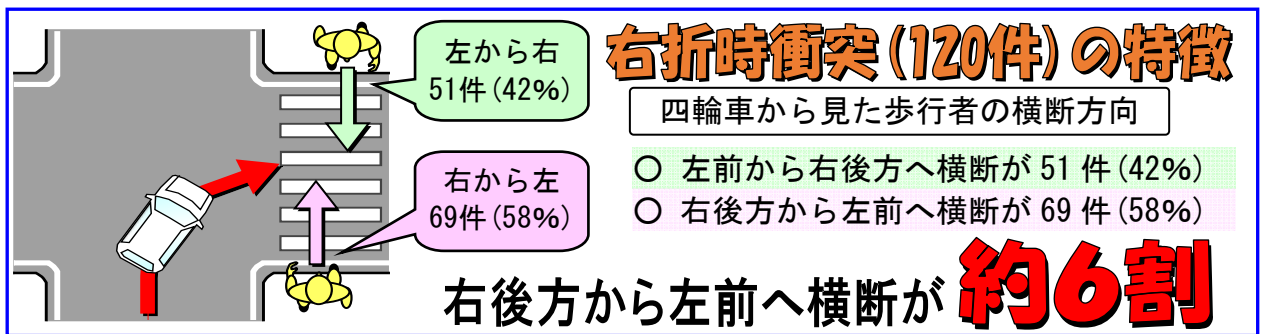 右折時衝突(120件)の特徴
四輪車から見た歩行者の横断方向
左から右
51件(42%)
右から左
69件(58%)
○ 左前から右後方へ横断が 51 件(42%)
○ 右後方から左前へ横断が 69 件(58%)
右後方から左前へ横断が 約6割